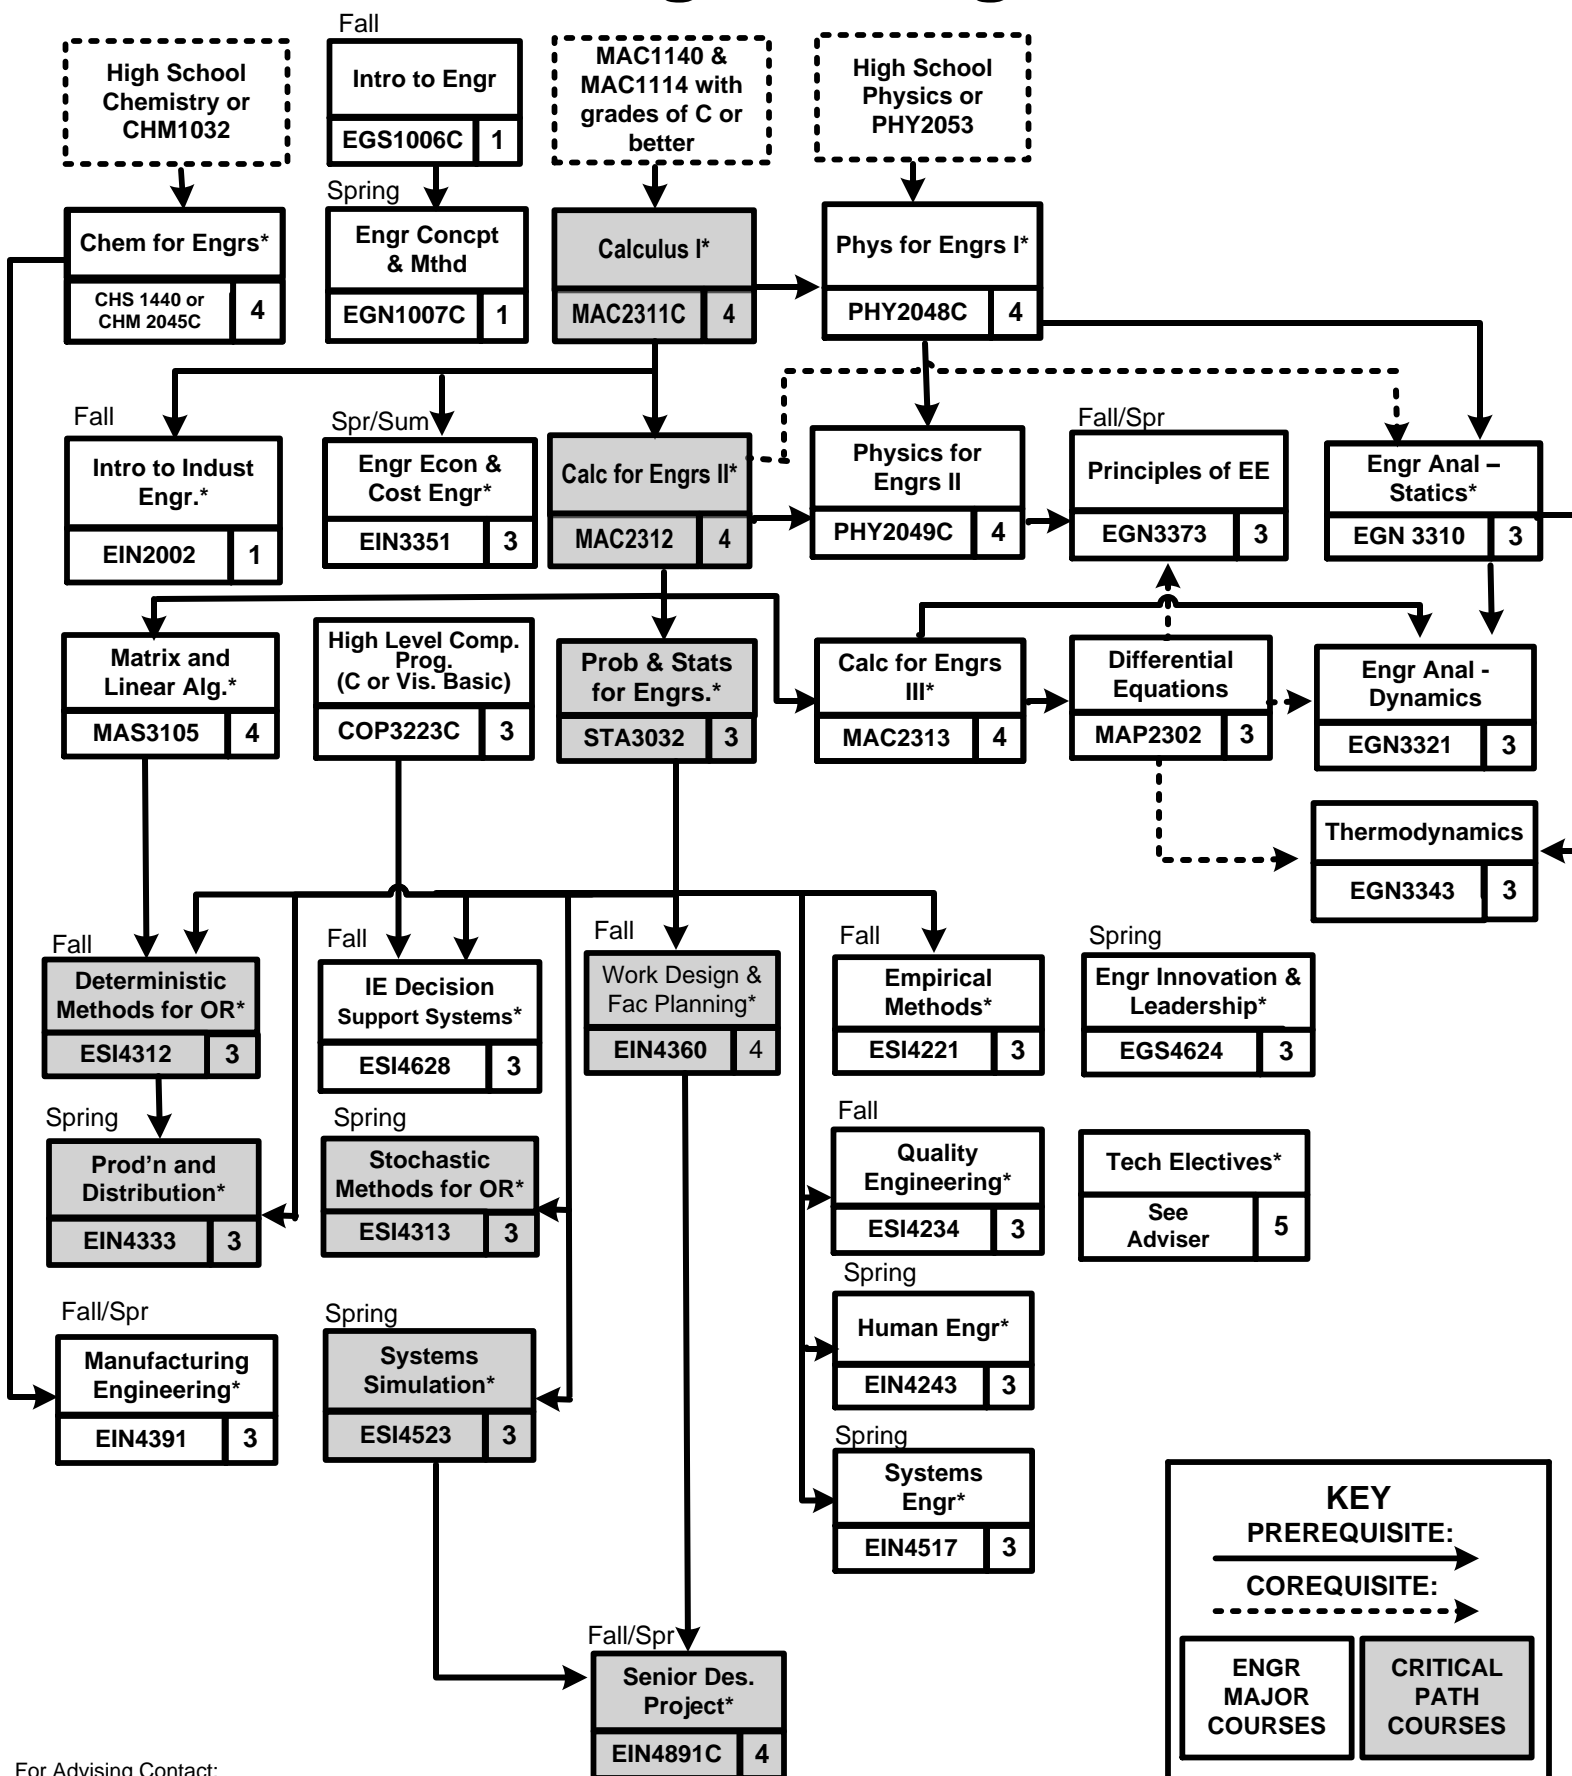 Fall
High School
Chemistry or
CHM1032
Intro to Engr
EGS1006C 1
MAC1140 &
MAC1114 with
grades of C or
better
High School
Physics or
PHY2053
Spring
Chem for Engrs*
CHS 1440 or
CHM 2045C
4
Engr Concpt
& Mthd
EGN1007C 1
Calculus I*
MAC2311C 4
Phys for Engrs I*
PHY2048C 4
Fall
Intro to Indust
Engr.*
EIN2002 1
Spr/Sum
Engr Econ &
Cost Engr*
EIN3351 3
Calc for Engrs II*
MAC2312 4
Physics for
Engrs II
PHY2049C 4
Fall/Spr
Principles of EE
EGN3373 3
Engr Anal –
Statics*
EGN 3310 3
Matrix and
Linear Alg.*
MAS3105 4
High Level Comp.
Prog.
(C or Vis. Basic)
COP3223C 3
Prob & Stats
for Engrs.*
STA3032 3
Calc for Engrs
III*
MAC2313 4
Differential
Equations
MAP2302 3
Engr Anal -
Dynamics
EGN3321 3
Thermodynamics
EGN3343 3
Fall
Deterministic
Methods for OR*
ESI4312 3
Fall
IE Decision
Support Systems*
ESI4628 3
Fall
Work Design &
Fac Planning*
EIN4360 4
Fall
Empirical
Methods*
ESI4221 3
Spring
Engr Innovation &
Leadership*
EGS4624 3
Spring
Prod'n and
Distribution*
EIN4333 3
Spring
Stochastic
Methods for OR*
ESI4313 3
Fall
Quality
Engineering*
ESI4234 3
Tech Electives*
See
Adviser
5
Fall/Spr
Manufacturing
Engineering*
EIN4391 3
Spring
Systems
Simulation*
ESI4523 3
Spring
Human Engr*
EIN4243 3
Spring
Systems
Engr*
EIN4517 3
Fall/Spr
Senior Des.
Project*
EIN4891C 4
KEY
PREREQUISITE:
COREQUISITE:
ENGR
MAJOR
COURSES
CRITICAL
PATH
COURSES
For Advising Contact: